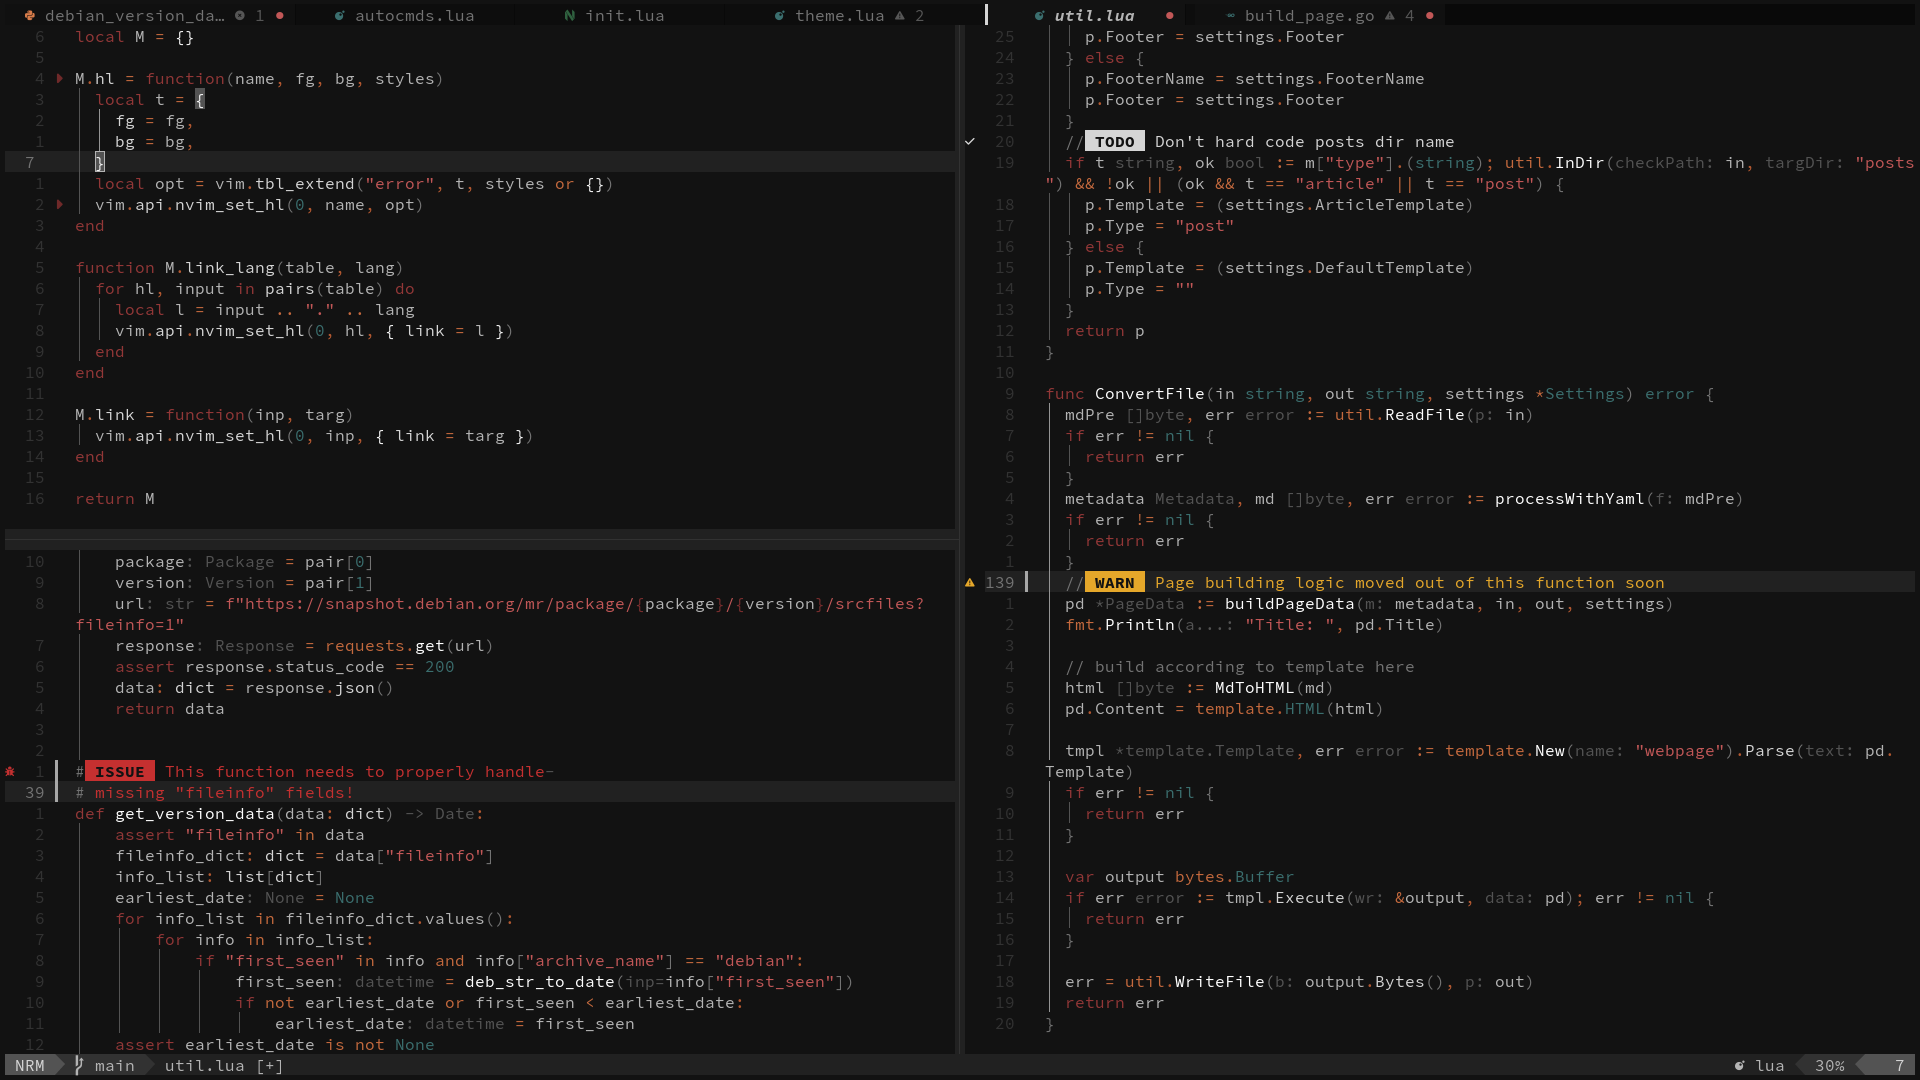 debian_version_da… 1 autocmds.lua init.lua theme.lua 2 util.lua build_page.go 4
6 local M = {}
5
4 M.hl = function(name, fg, bg, styles)
3 local t = {
2 fg = fg,
1 bg = bg,
7 }
1 local opt = vim.tbl_extend("error", t, styles or {})
2 vim.api.nvim_set_hl(0, name, opt)
3 end
4
5 function M.link_lang(table, lang)
6 for hl, input in pairs(table) do
7 local l = input .. "." .. lang
8 vim.api.nvim_set_hl(0, hl, { link = l })
9 end
10 end
11
12 M.link = function(inp, targ)
13 vim.api.nvim_set_hl(0, inp, { link = targ })
14 end
15
16 return M
10 package: Package = pair[0]
9 version: Version = pair[1]
8 url: str = f"https://snapshot.debian.org/mr/package/{package}/{version}/srcfiles?
fileinfo=1"
7 response: Response = requests.get(url)
6 assert response.status_code == 200
5 data: dict = response.json()
4 return data
3
2
1 # ISSUE This function needs to properly handle-
39 # missing "fileinfo" fields!
1 def get_version_data(data: dict) -> Date:
2 assert "fileinfo" in data
3 fileinfo_dict: dict = data["fileinfo"]
4 info_list: list[dict]
5 earliest_date: None = None
6 for info_list in fileinfo_dict.values():
7 for info in info_list:
8 if "first_seen" in info and info["archive_name"] == "debian":
9 first_seen: datetime = deb_str_to_date(inp=info["first_seen"])
10 if not earliest_date or first_seen < earliest_date:
11 earliest_date: datetime = first_seen
12 assert earliest_date is not None
25 p.Footer = settings.Footer
24 } else {
23 p.FooterName = settings.FooterName
22 p.Footer = settings.Footer
21 }
20 // TODO Don't hard code posts dir name
19 if t string, ok bool := m["type"].(string); util.InDir(checkPath: in, targDir: "posts
") && !ok || (ok && t == "article" || t == "post") {
18 p.Template = (settings.ArticleTemplate)
17 p.Type = "post"
16 } else {
15 p.Template = (settings.DefaultTemplate)
14 p.Type = ""
13 }
12 return p
11 }
10
9 func ConvertFile(in string, out string, settings *Settings) error {
8 mdPre []byte, err error := util.ReadFile(p: in)
7 if err != nil {
6 return err
5 }
4 metadata Metadata, md []byte, err error := processWithYaml(f: mdPre)
3 if err != nil {
2 return err
1 }
139 // WARN Page building logic moved out of this function soon
1 pd *PageData := buildPageData(m: metadata, in, out, settings)
2 fmt.Println(a...: "Title: ", pd.Title)
3
4 // build according to template here
5 html []byte := MdToHTML(md)
6 pd.Content = template.HTML(html)
7
8 tmpl *template.Template, err error := template.New(name: "webpage").Parse(text: pd.
Template)
9 if err != nil {
10 return err
11 }
12
13 var output bytes.Buffer
14 if err error := tmpl.Execute(wr: &output, data: pd); err != nil {
15 return err
16 }
17
18 err = util.WriteFile(b: output.Bytes(), p: out)
19 return err
20 }
NRM main util.lua [+] lua 30% 7